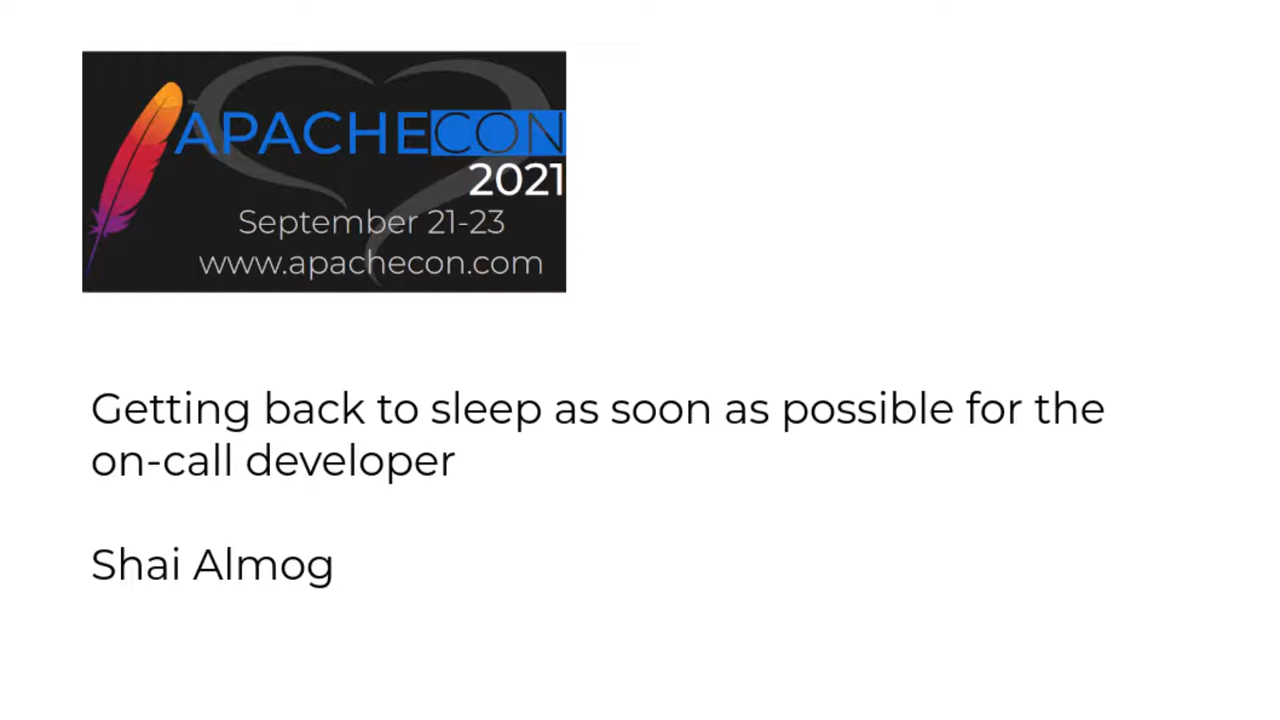 APACHECON
2021
September 21-23
www.apachecon.com
Getting back to sleep as soon as possible for the
on-call developer
Shai Almog